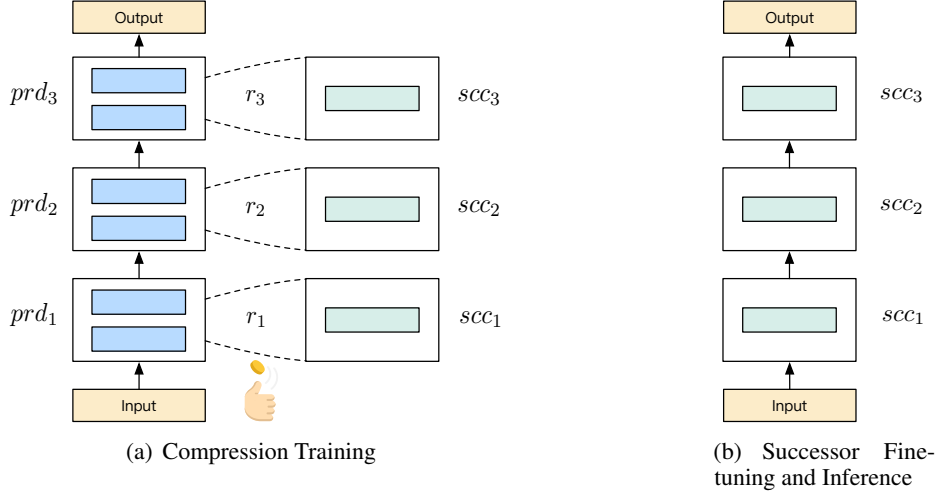 Output
Output
prd₃
r₃
scc₃
scc₃
prd₂
r₂
scc₂
scc₂
prd₁
r₁
scc₁
scc₁
Input
Input
(a) Compression Training
(b) Successor Fine-
tuning and Inference